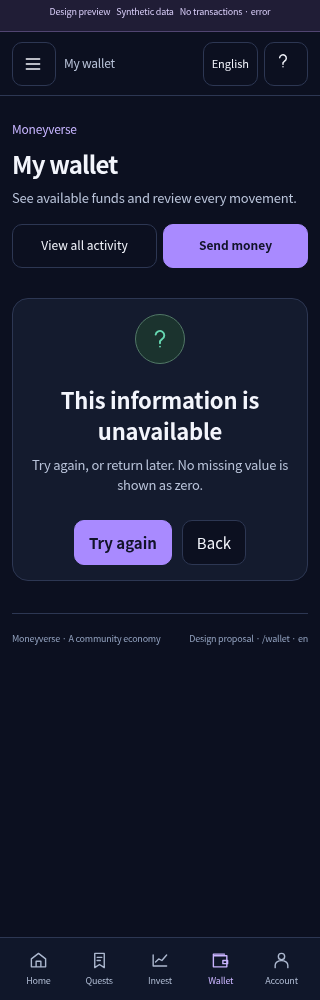 Design preview Synthetic data No transactions · error
My wallet
English
?
Moneyverse
My wallet
See available funds and review every movement.
View all activity
Send money
?
This information is
unavailable
Try again, or return later. No missing value is
shown as zero.
Try again
Back
Moneyverse · A community economy
Design proposal · /wallet · en
Home
Quests
Invest
Wallet
Account